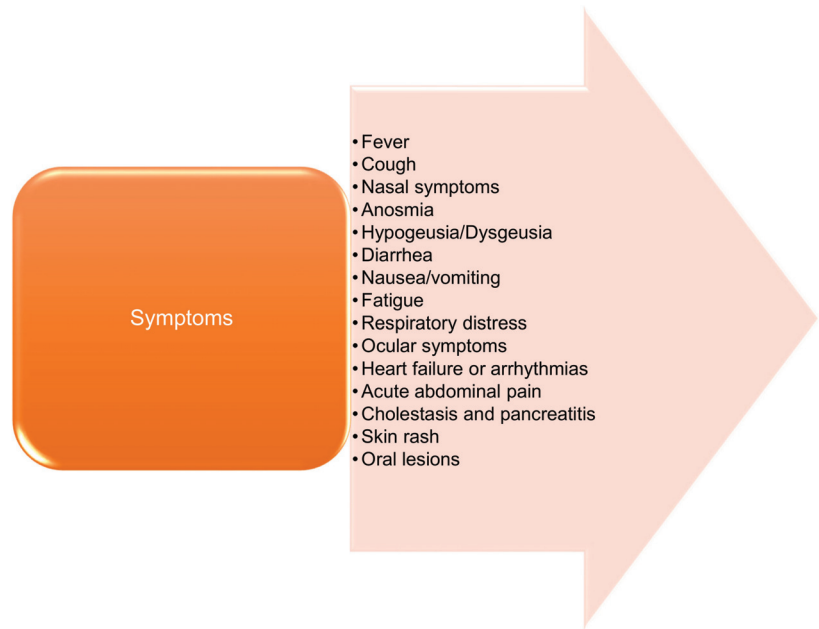 Symptoms
• Fever
• Cough
• Nasal symptoms
• Anosmia
• Hypogeusia/Dysgeusia
• Diarrhea
• Nausea/vomiting
• Fatigue
• Respiratory distress
• Ocular symptoms
• Heart failure or arrhythmias
• Acute abdominal pain
• Cholestasis and pancreatitis
• Skin rash
• Oral lesions